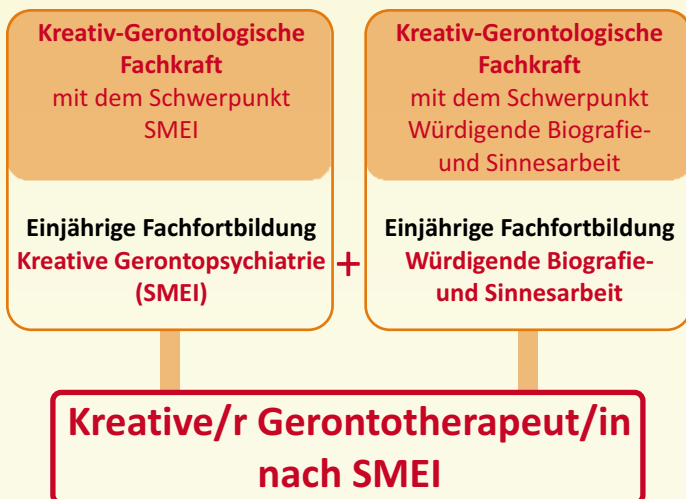 Kreativ-Gerontologische
Fachkraft
mit dem Schwerpunkt
SMEI
Einjährige Fachfortbildung
Kreative Gerontopsychiatrie
(SMEI)
+
Kreativ-Gerontologische
Fachkraft
mit dem Schwerpunkt
Würdigende Biografie-
und Sinnesarbeit
Einjährige Fachfortbildung
Würdigende Biografie-
und Sinnesarbeit
Kreative/r Gerontotherapeut/in
nach SMEI